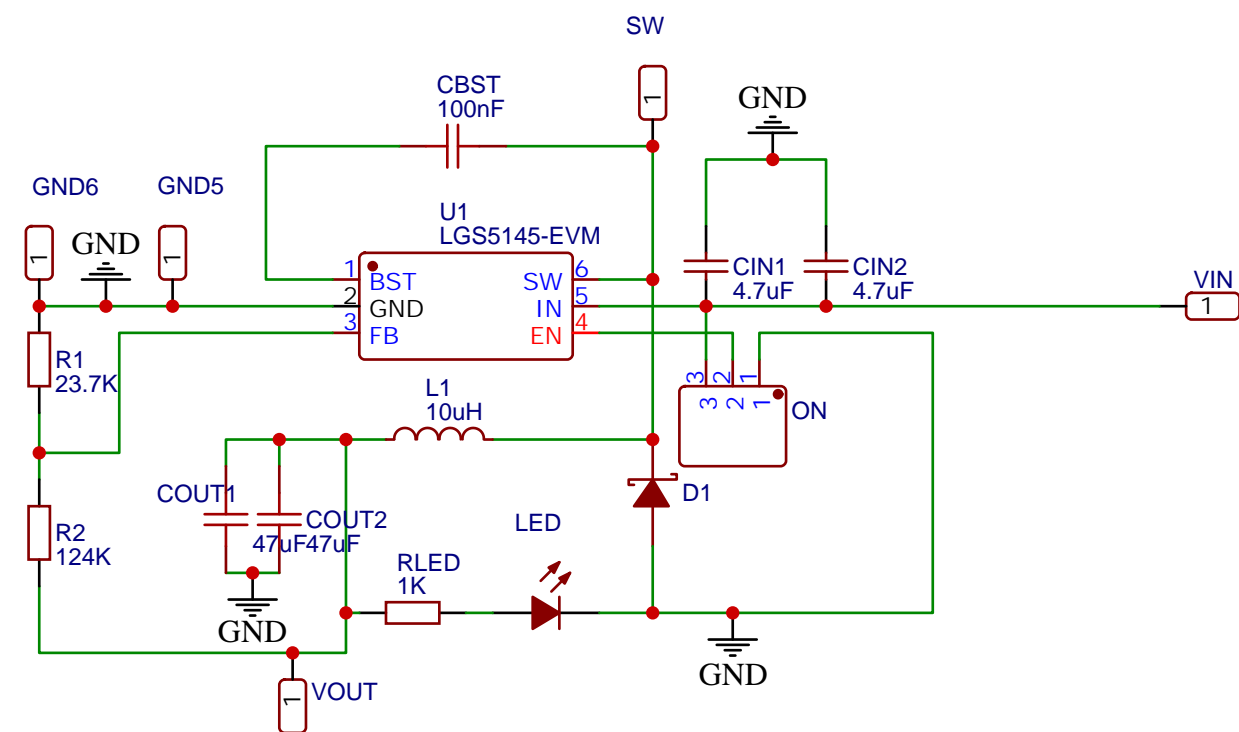 SW
1
CBST
100nF
GND
GND6
GND5
1
GND
1
U1
LGS5145-EVM
1
BST
SW
6
2
GND
IN
5
3
FB
EN
4
CIN1
4.7uF
CIN2
4.7uF
VIN
1
R1
23.7K
3
2
1
3
2
1
ON
L1
10uH
D1
COUT1
COUT2
47uF47uF
R2
124K
LED
RLED
1K
GND
GND
1
VOUT